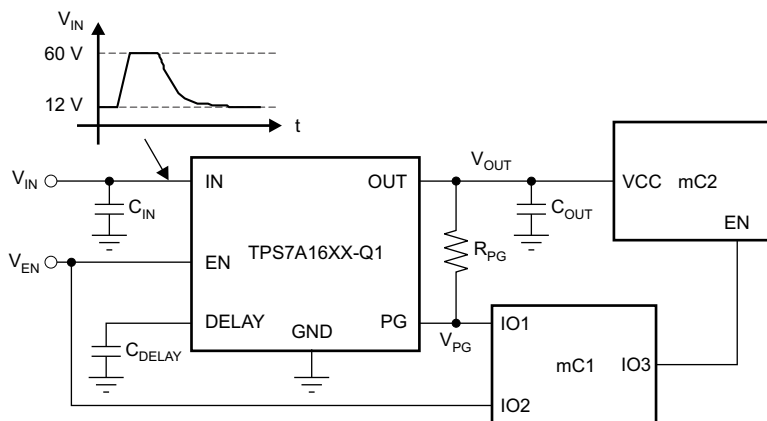 V_IN
60 V
12 V
t
V_IN
C_IN
V_EN
C_DELAY
IN
OUT
EN
TPS7A16XX-Q1
DELAY
GND
PG
V_OUT
C_OUT
R_PG
V_PG
VCC
mC2
EN
IO1
mC1
IO3
IO2